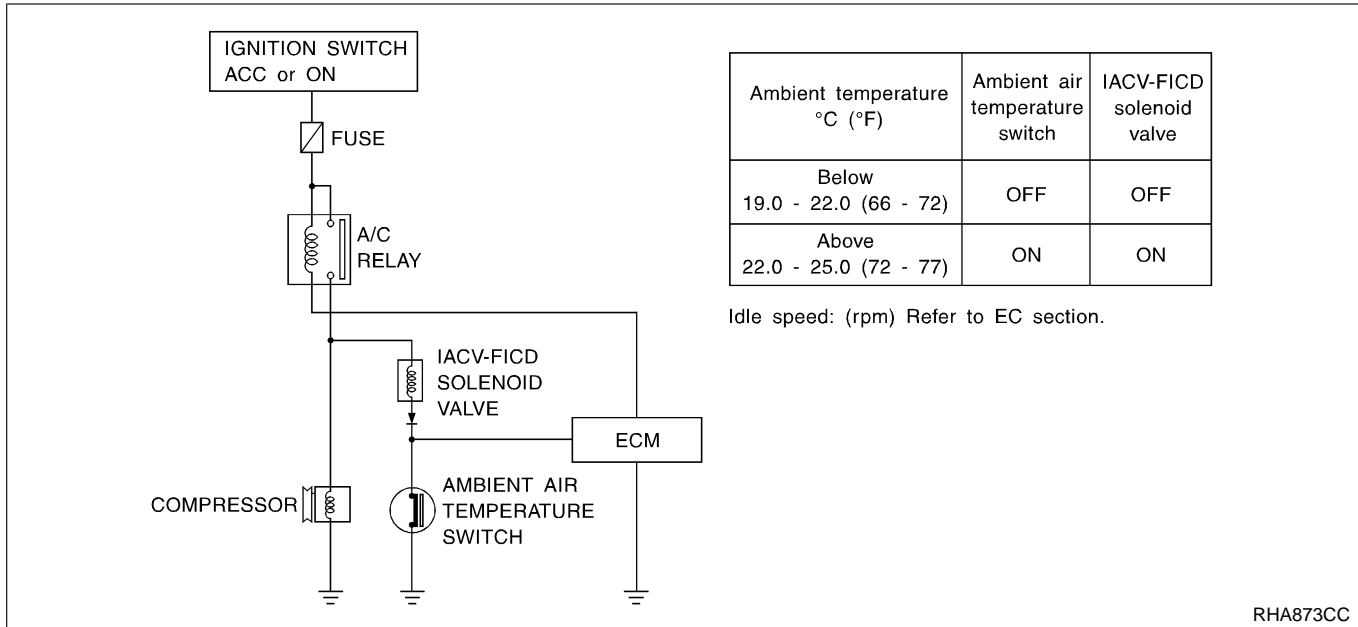 IGNITION SWITCH
ACC or ON
FUSE
A/C
RELAY
IACV-FICD
SOLENOID
VALVE
ECM
COMPRESSOR
AMBIENT AIR
TEMPERATURE
SWITCH
Ambient temperature
°C (°F)
Ambient air
temperature
switch
IACV-FICD
solenoid
valve
Below
19.0 - 22.0 (66 - 72)
OFF
OFF
Above
22.0 - 25.0 (72 - 77)
ON
ON
Idle speed: (rpm) Refer to EC section.
RHA873CC